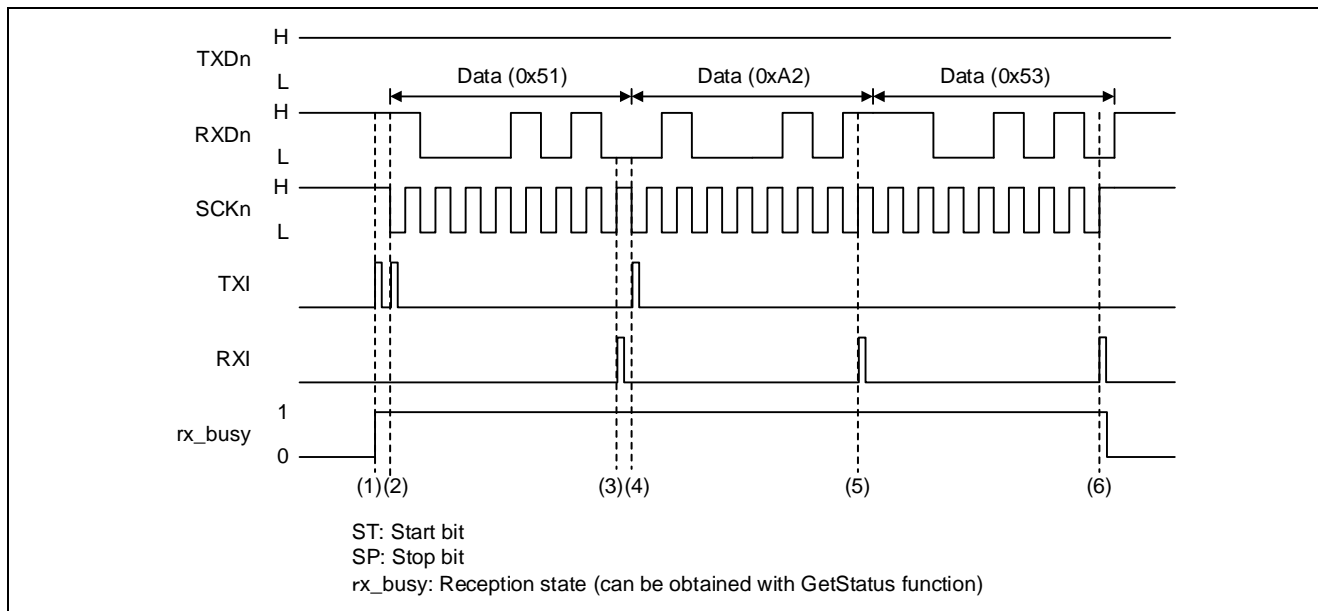 H
TXDn
L
Data (0x51) Data (0xA2) Data (0x53)
H
RXDn
L
H
SCKn
L
TXI
RXI
1
rx_busy
0
(1) (2) (3) (4) (5) (6)
ST: Start bit
SP: Stop bit
rx_busy: Reception state (can be obtained with GetStatus function)